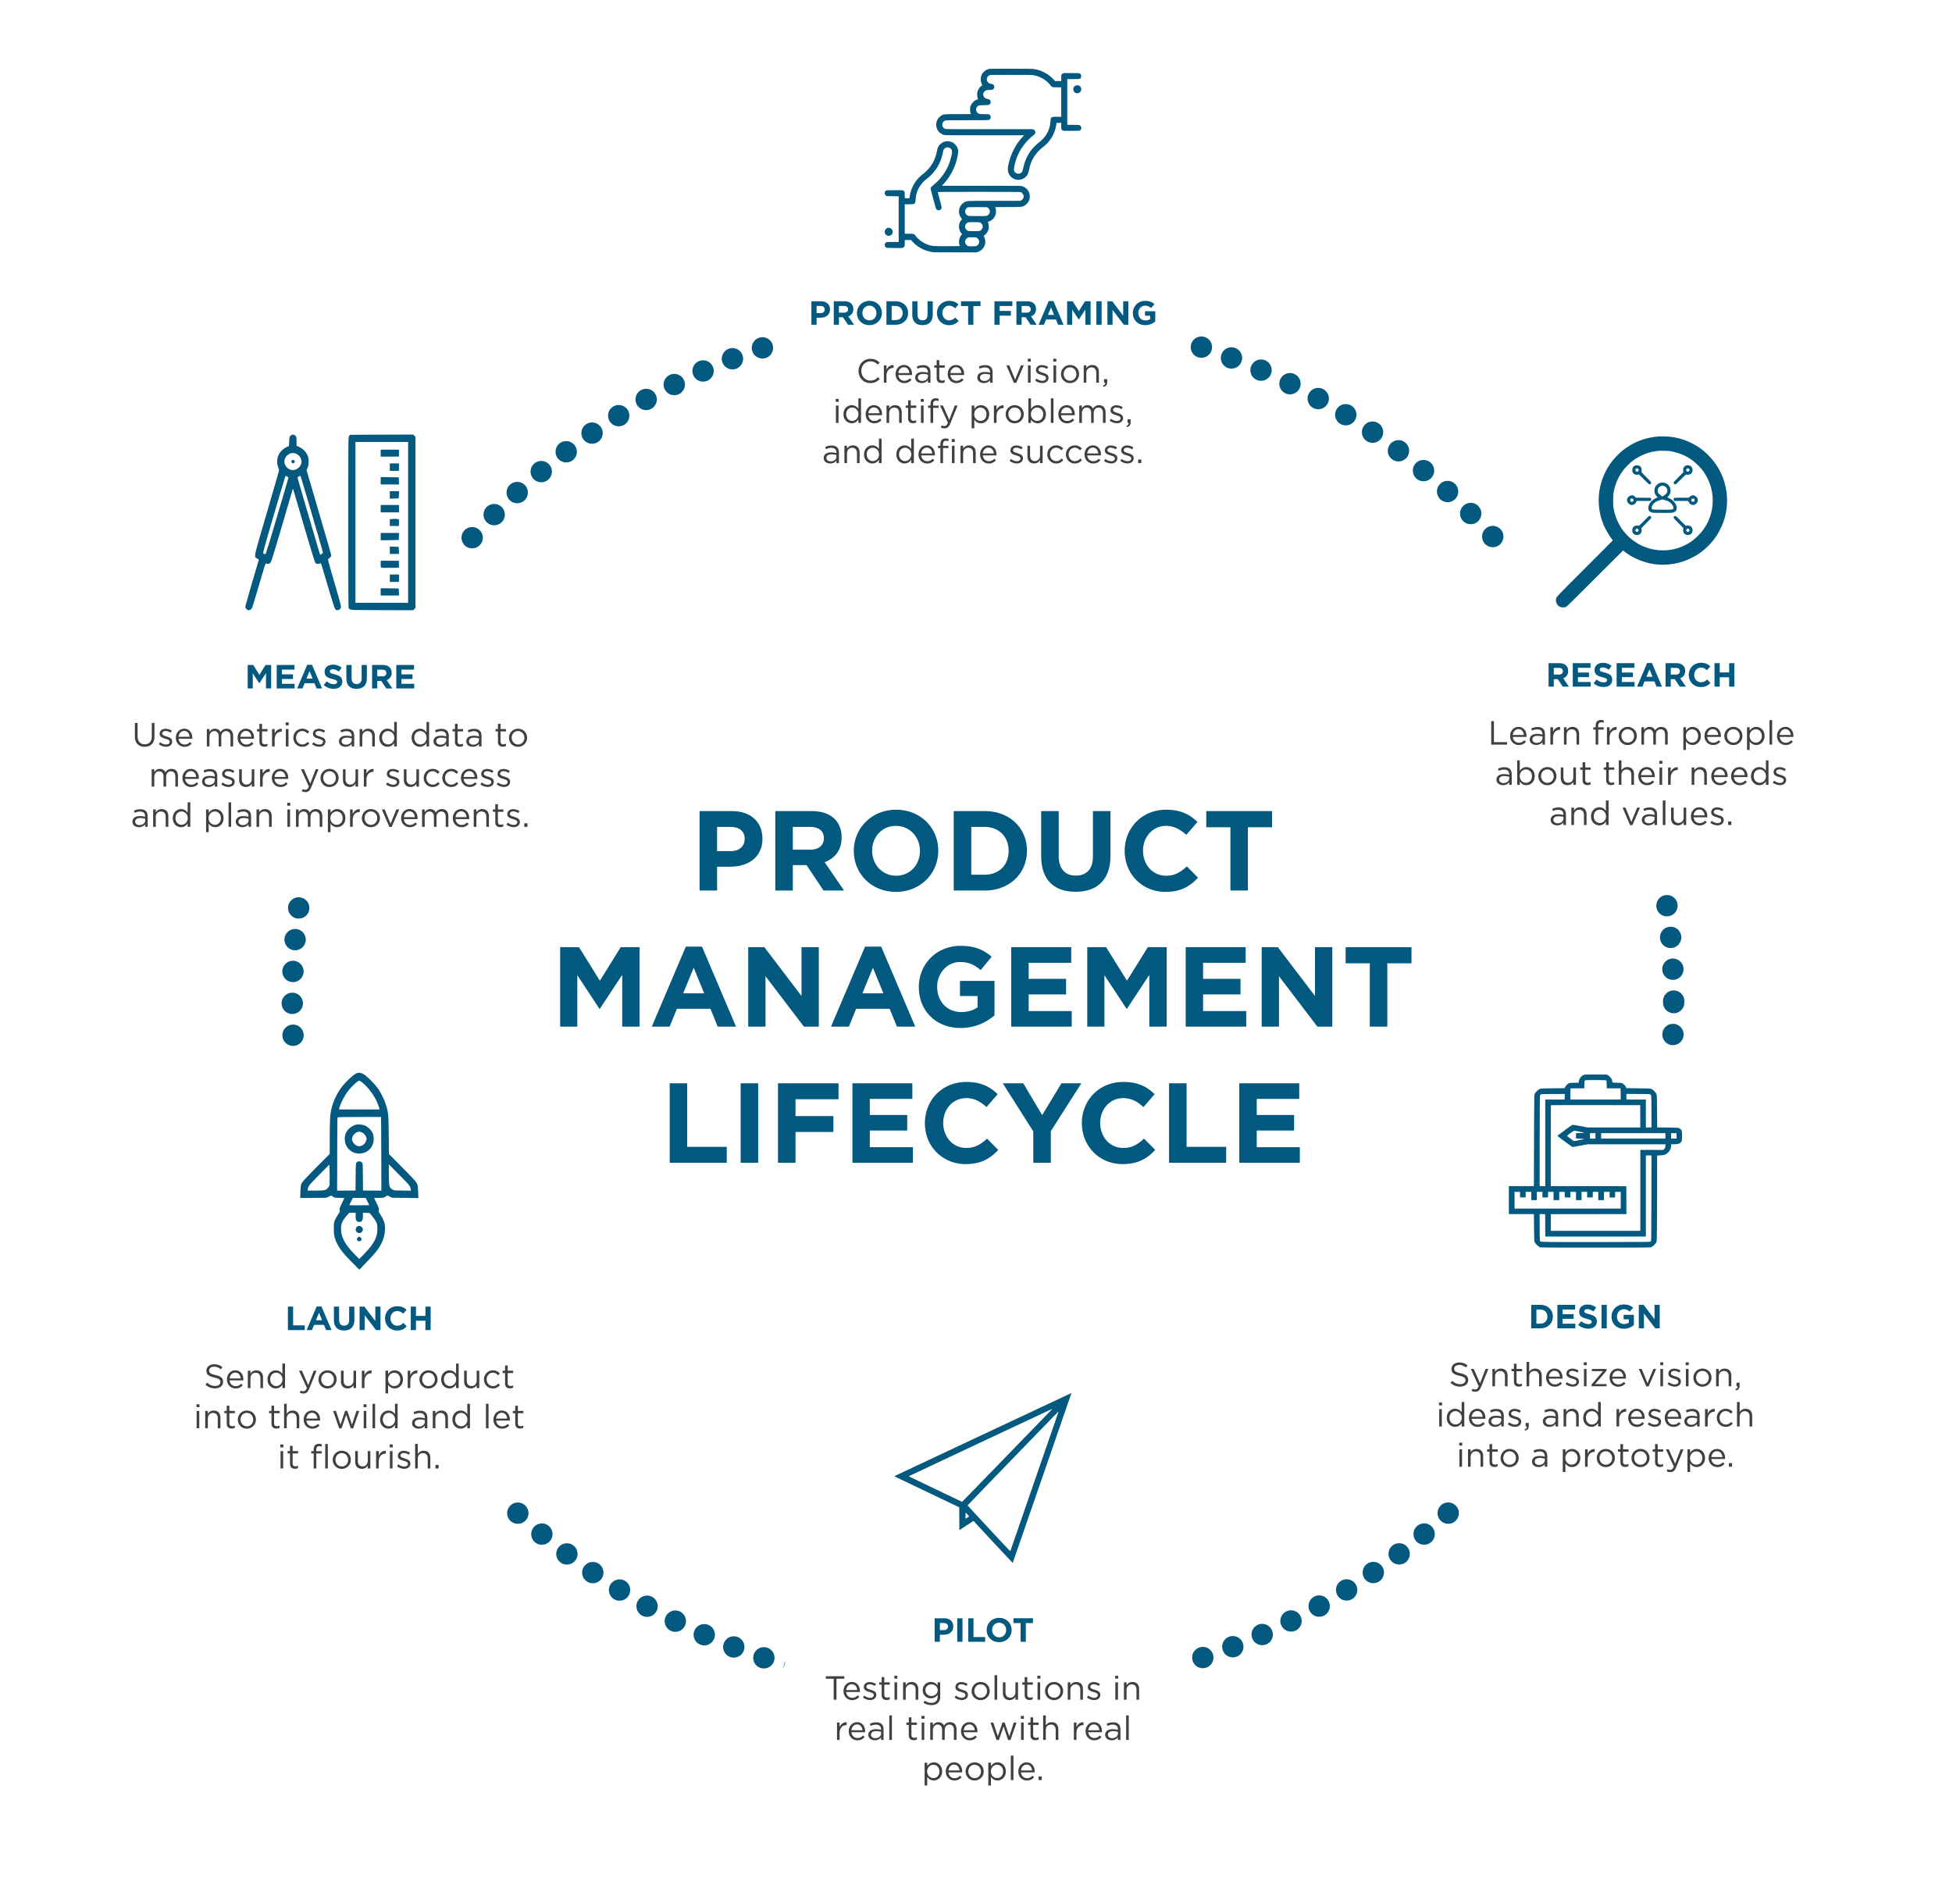 PRODUCT FRAMING
Create a vision,
identify problems,
and define success.
RESEARCH
Learn from people
about their needs
and values.
DESIGN
Synthesize vision,
ideas, and research
into a prototype.
PILOT
Testing solutions in
real time with real
people.
LAUNCH
Send your product
into the wild and let
it flourish.
MEASURE
Use metrics and data to
measure your success
and plan improvements.
PRODUCT
MANAGEMENT
LIFECYCLE